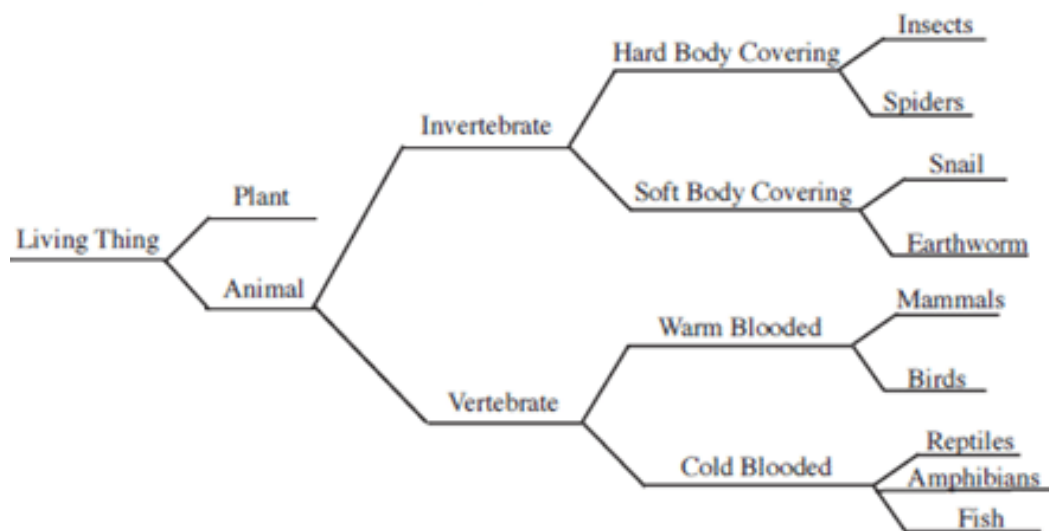 Insects
Hard Body Covering
Spiders
Invertebrate
Snail
Soft Body Covering
Earthworm
Plant
Living Thing
Animal
Mammals
Warm Blooded
Birds
Vertebrate
Reptiles
Cold Blooded
Amphibians
Fish